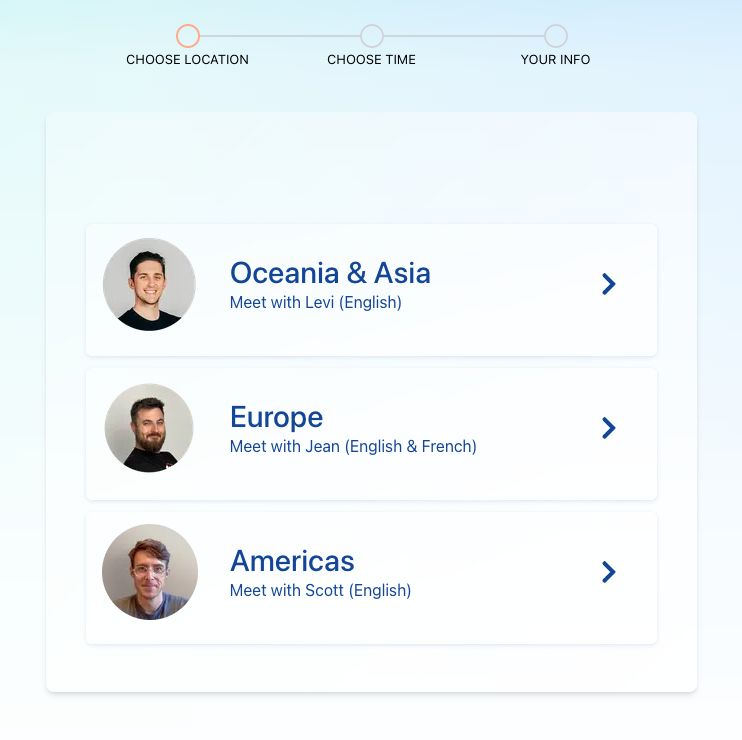 CHOOSE LOCATION
CHOOSE TIME
YOUR INFO
Oceania & Asia
Meet with Levi (English)
Europe
Meet with Jean (English & French)
Americas
Meet with Scott (English)